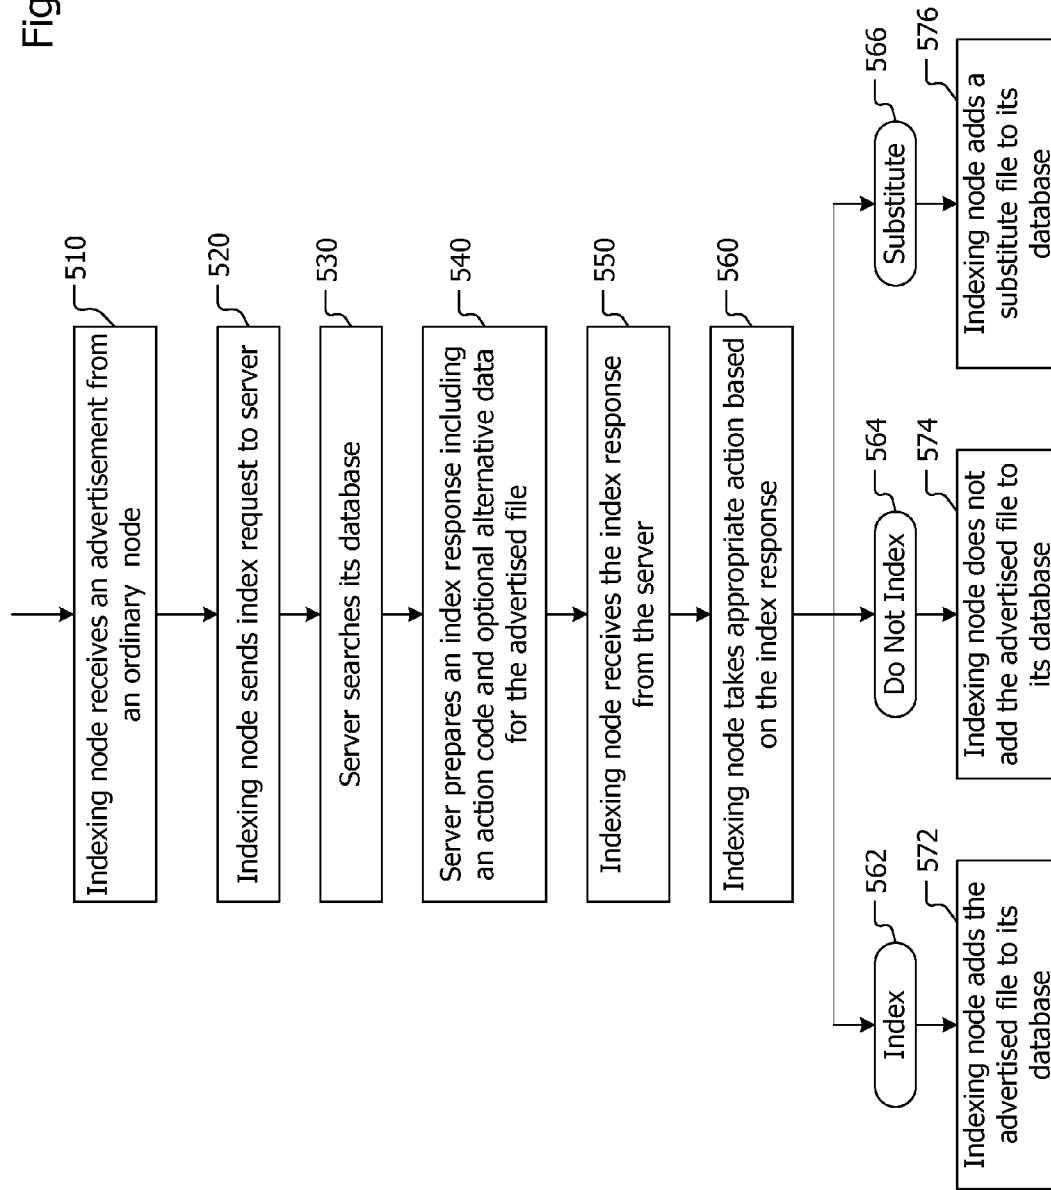 Fig
510
Indexing node receives an advertisement from
an ordinary node
520
Indexing node sends index request to server
530
Server searches its database
540
Server prepares an index response including
an action code and optional alternative data
for the advertised file
550
Indexing node receives the index response
from the server
560
Indexing node takes appropriate action based
on the index response
562
Index
564
Do Not Index
566
Substitute
572
Indexing node adds the
advertised file to its
database
574
Indexing node does not
add the advertised file to
its database
576
Indexing node adds a
substitute file to its
database